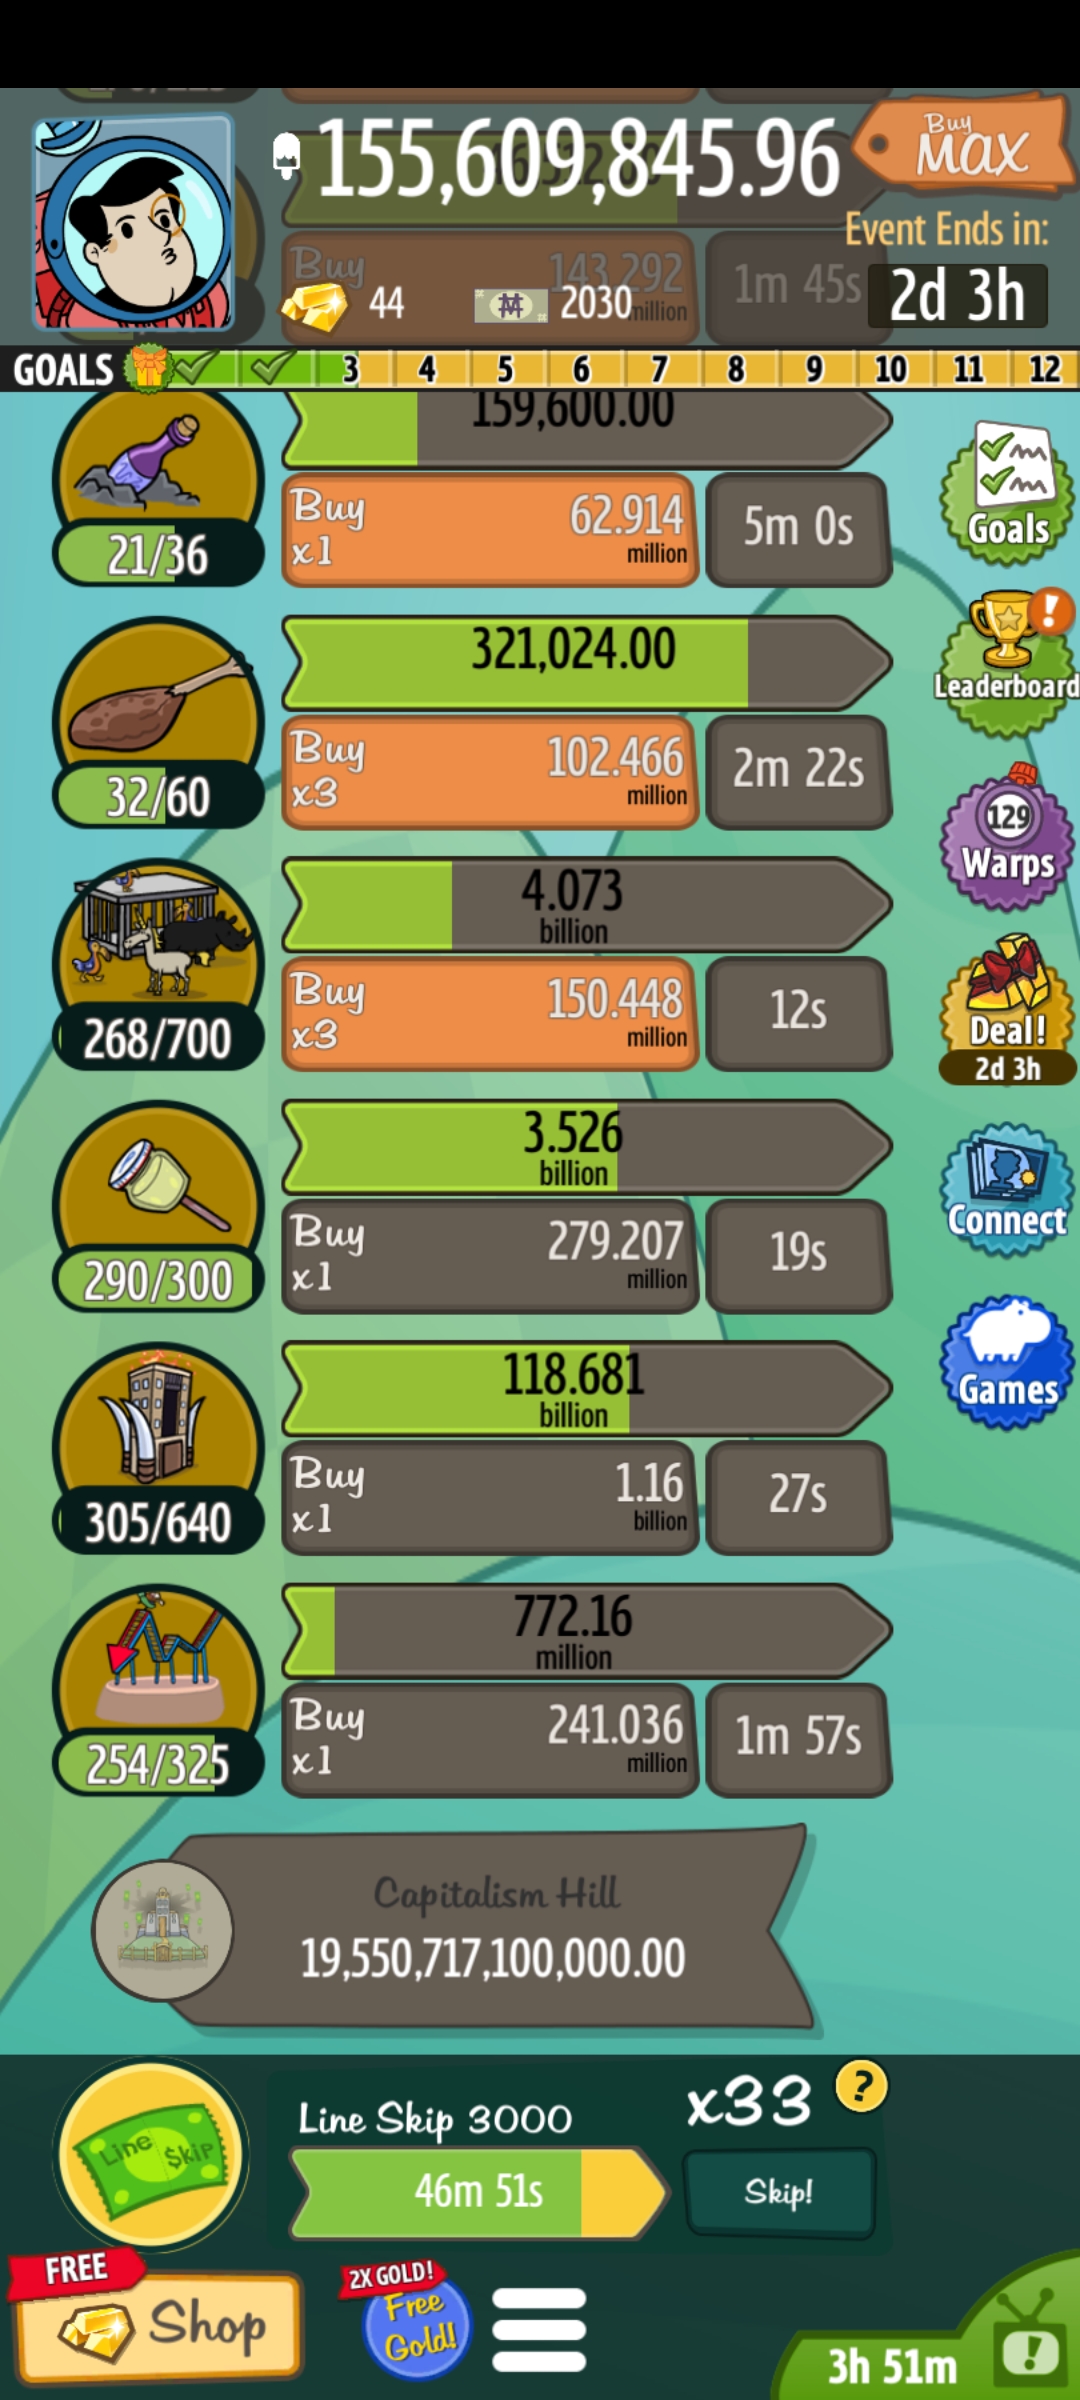 155,609,845.96
Buy
MAX
Event Ends in:
2d 3h
Buy
143.292
million
1m 45s
44
2030
GOALS
3
4
5
6
7
8
9
10
11
12
159,600.00
21/36
Buy
x1
62.914
million
5m 0s
Goals
321,024.00
32/60
Buy
x3
102.466
million
2m 22s
Leaderboard
!
4.073
billion
268/700
Buy
x3
150.448
million
12s
129
Warps
Deal!
2d 3h
3.526
billion
290/300
Buy
x1
279.207
million
19s
Connect
118.681
billion
305/640
Buy
x1
1.16
billion
27s
Games
772.16
million
254/325
Buy
x1
241.036
million
1m 57s
Capitalism Hill
19,550,717,100,000.00
Line $kip
Line Skip 3000
46m 51s
x33
?
Skip!
FREE
Shop
2X GOLD!
Free
Gold!
3h 51m
!